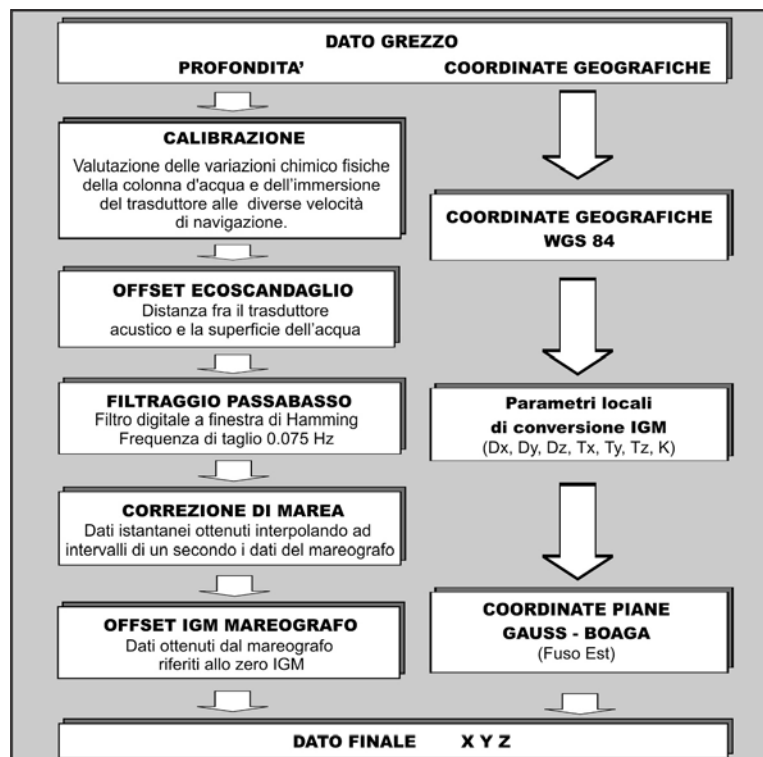 DATO GREZZO
PROFONDITA' COORDINATE GEOGRAFICHE
CALIBRAZIONE
Valutazione delle variazioni chimico fisiche
della colonna d'acqua e dell'immersione
del trasduttore alle diverse velocità
di navigazione.
OFFSET ECOSCANDAGLIO
Distanza fra il trasduttore
acustico e la superficie dell'acqua
FILTRAGGIO PASSABASSO
Filtro digitale a finestra di Hamming
Frequenza di taglio 0.075 Hz
CORREZIONE DI MAREA
Dati istantanei ottenuti interpolando ad
intervalli di un secondo i dati del mareografo
OFFSET IGM MAREOGRAFO
Dati ottenuti dal mareografo
riferiti allo zero IGM
COORDINATE GEOGRAFICHE
WGS 84
Parametri locali
di conversione IGM
(Dx, Dy, Dz, Tx, Ty, Tz, K)
COORDINATE PIANE
GAUSS - BOAGA
(Fuso Est)
DATO FINALE X Y Z